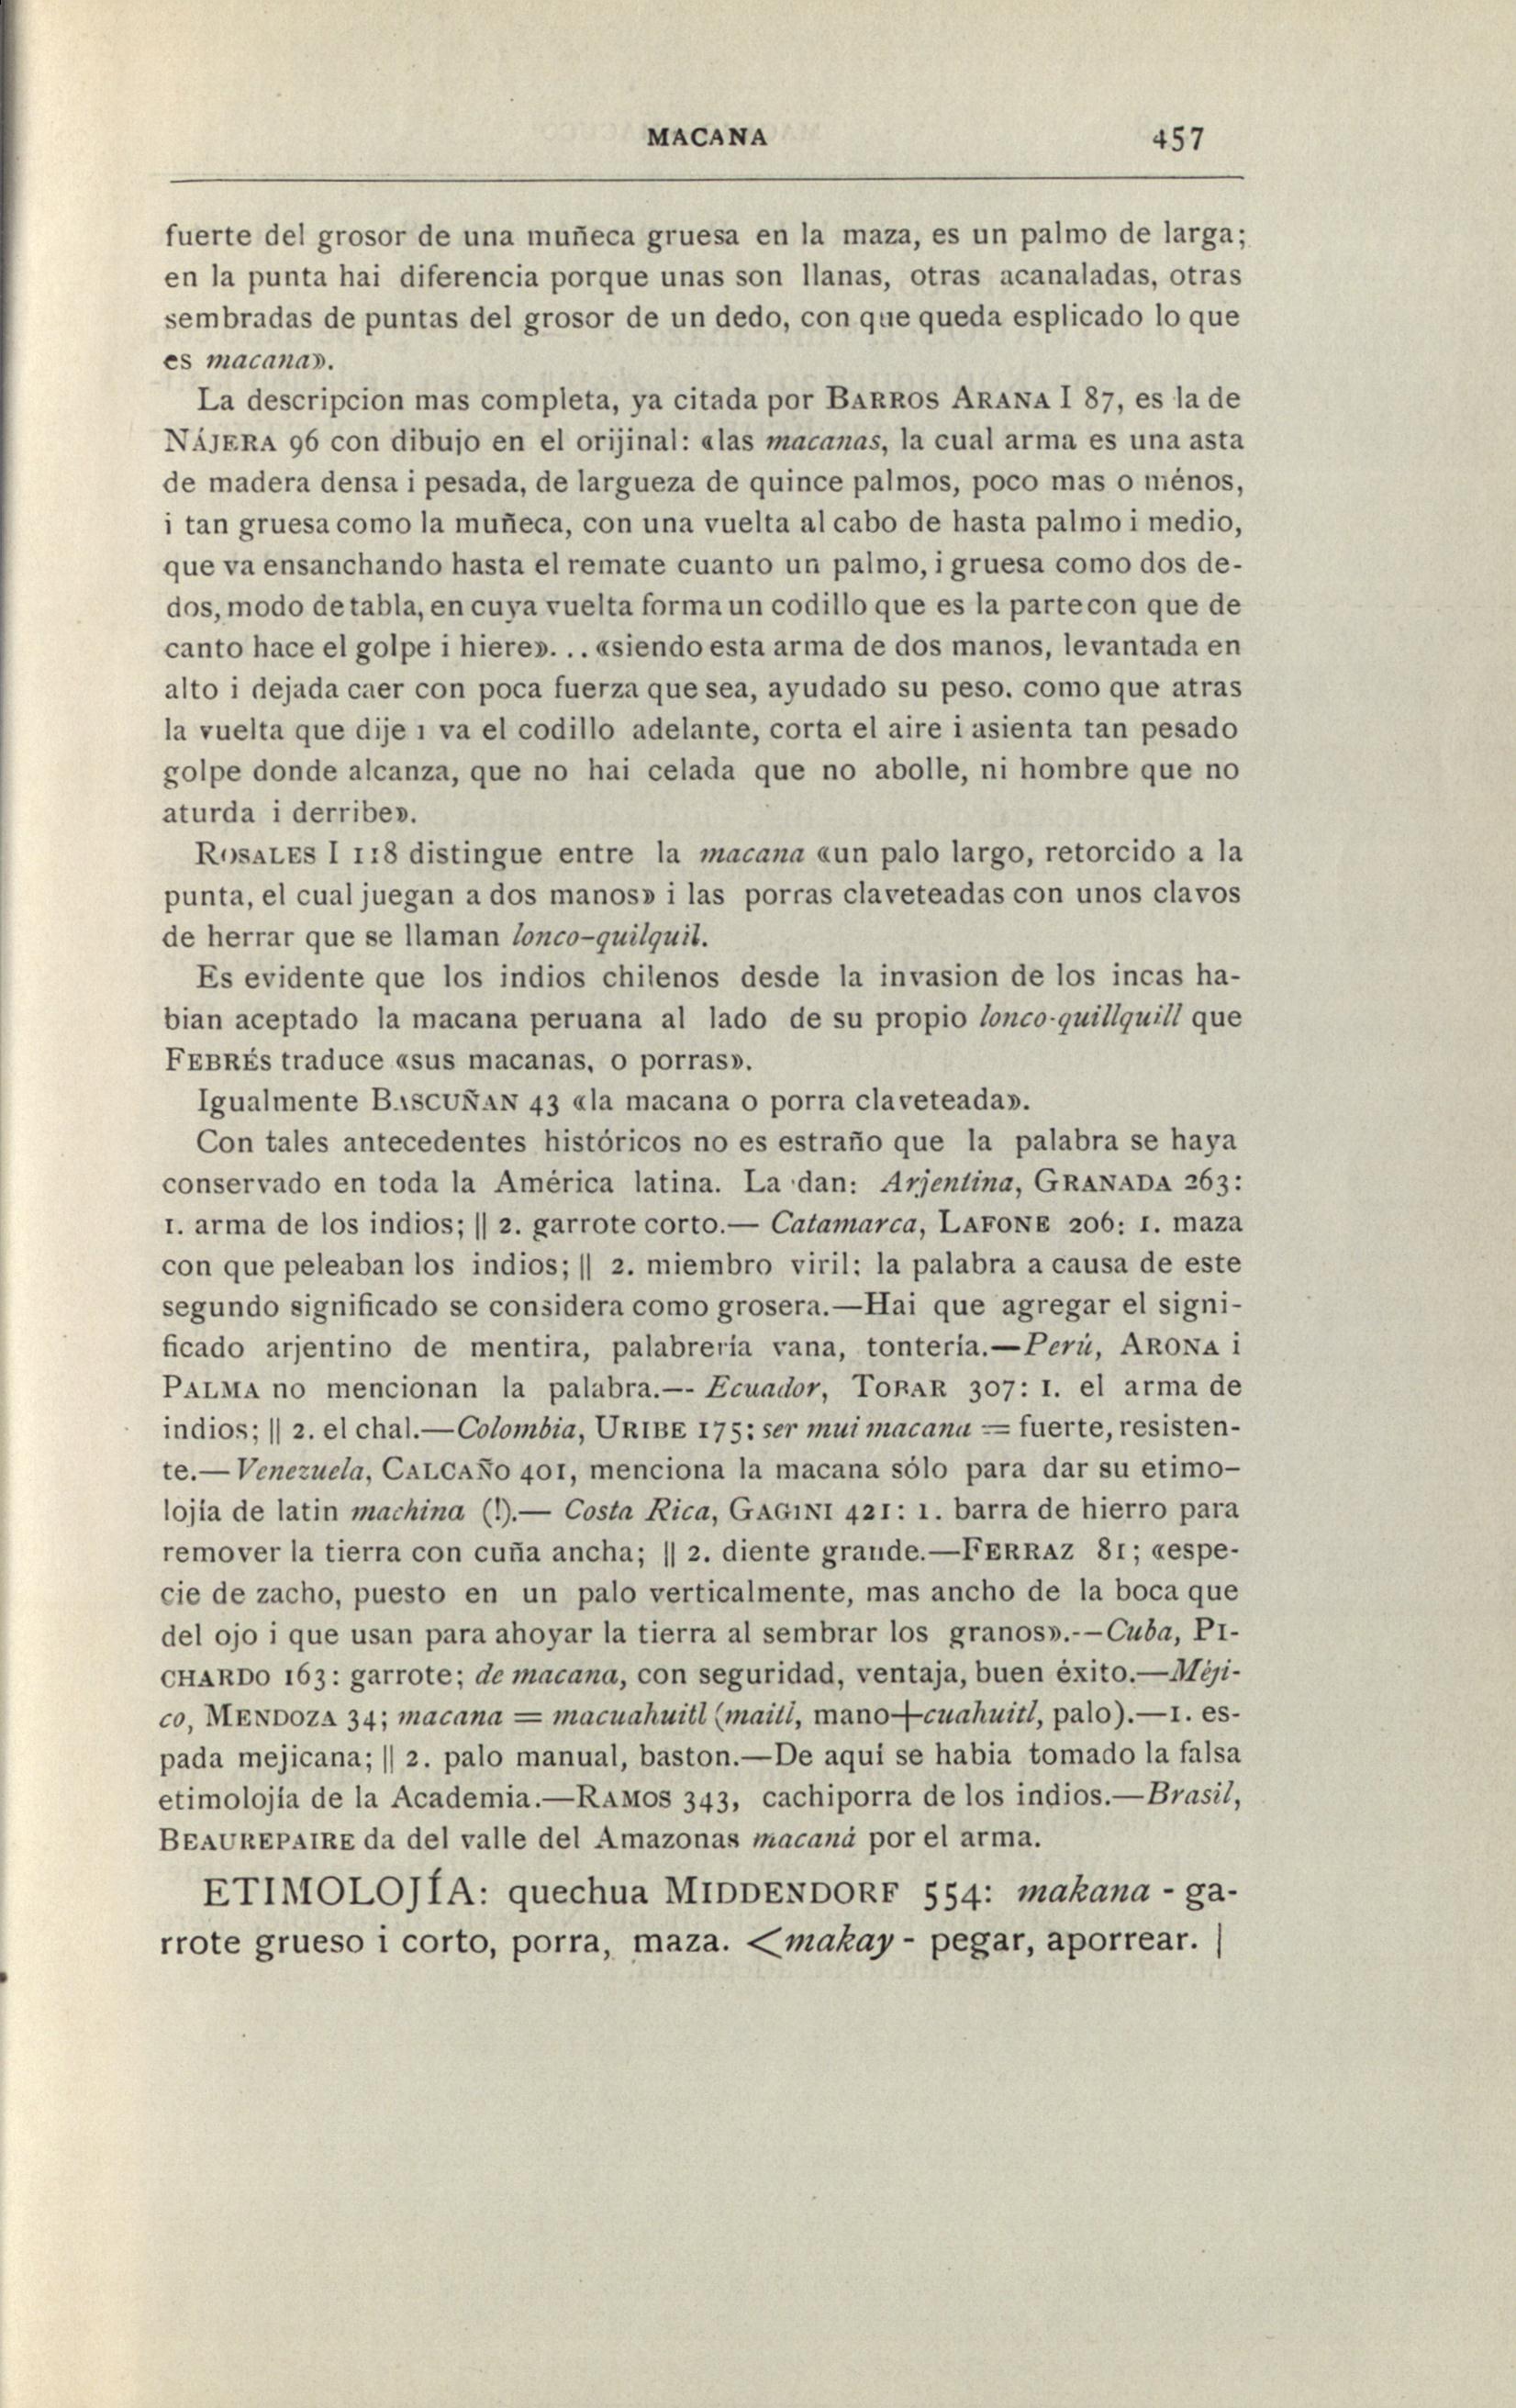 MACANA 457
fuerte del grosor de una muñeca gruesa en la maza, es un palmo de larga;
en la punta hai diferencia porque unas son llanas, otras acanaladas, otras
sembradas de puntas del grosor de un dedo, con que queda esplicado lo que
es macana».
La descripcion mas completa, ya citada por BARROS ARANA I 87, es la de
NÁJERA 96 con dibujo en el orijinal: «las macanas, la cual arma es una asta
de madera densa i pesada, de largueza de quince palmos, poco mas o ménos,
i tan gruesa como la muñeca, con una vuelta al cabo de hasta palmo i medio,
que va ensanchando hasta el remate cuanto un palmo, i gruesa como dos de-
dos, modo de tabla, en cuya vuelta forma un codillo que es la parte con que de
canto hace el golpe i hiere»... «siendo esta arma de dos manos, levantada en
alto i dejada caer con poca fuerza que sea, ayudado su peso. como que atras
la vuelta que dije i va el codillo adelante, corta el aire i asienta tan pesado
golpe donde alcanza, que no hai celada que no abolle, ni hombre que no
aturda i derribe».
ROSALES I 118 distingue entre la macana «un palo largo, retorcido a la
punta, el cual juegan a dos manos» i las porras claveteadas con unos clavos
de herrar que se llaman lonco-quilquil.
Es evidente que los indios chilenos desde la invasion de los incas ha-
bian aceptado la macana peruana al lado de su propio lonco-quillquill que
FEBRÉS traduce «sus macanas, o porras».
Igualmente BASCUÑAN 43 «la macana o porra claveteada».
Con tales antecedentes históricos no es estraño que la palabra se haya
conservado en toda la América latina. La dan: Arjentina, GRANADA 263:
1. arma de los indios; || 2. garrote corto.— Catamarca, LAFONE 206: 1. maza
con que peleaban los indios; || 2. miembro viril; la palabra a causa de este
segundo significado se considera como grosera.—Hai que agregar el signi-
ficado arjentino de mentira, palabrería vana, tontería.—Perú, ARONA i
PALMA no mencionan la palabra.—- Ecuador, TOBAR 307: 1. el arma de
indios; || 2. el chal.—Colombia, URIBE 175: ser mui macana = fuerte, resisten-
te.—Venezuela, CALCAÑO 401, menciona la macana sólo para dar su etimo-
lojía de latin machina (!).— Costa Rica, GAGINI 421: 1. barra de hierro para
remover la tierra con cuña ancha; || 2. diente grande.—FERRAZ 81; «espe-
cie de zacho, puesto en un palo verticalmente, mas ancho de la boca que
del ojo i que usan para ahoyar la tierra al sembrar los granos».-—Cuba, PI-
CHARDO 163: garrote; de macana, con seguridad, ventaja, buen éxito.—Méji-
co, MENDOZA 34; macana = macuahuitl (maitl, mano+cuahuitl, palo).—1. es-
pada mejicana; || 2. palo manual, baston.—De aquí se habia tomado la falsa
etimolojía de la Academia.—RAMOS 343, cachiporra de los indios.—Brasil,
BEAUREPAIRE da del valle del Amazonas macaná por el arma.
ETIMOLOJÍA: quechua MIDDENDORF 554: makana - ga-
rrote grueso i corto, porra, maza. <makay - pegar, aporrear. |